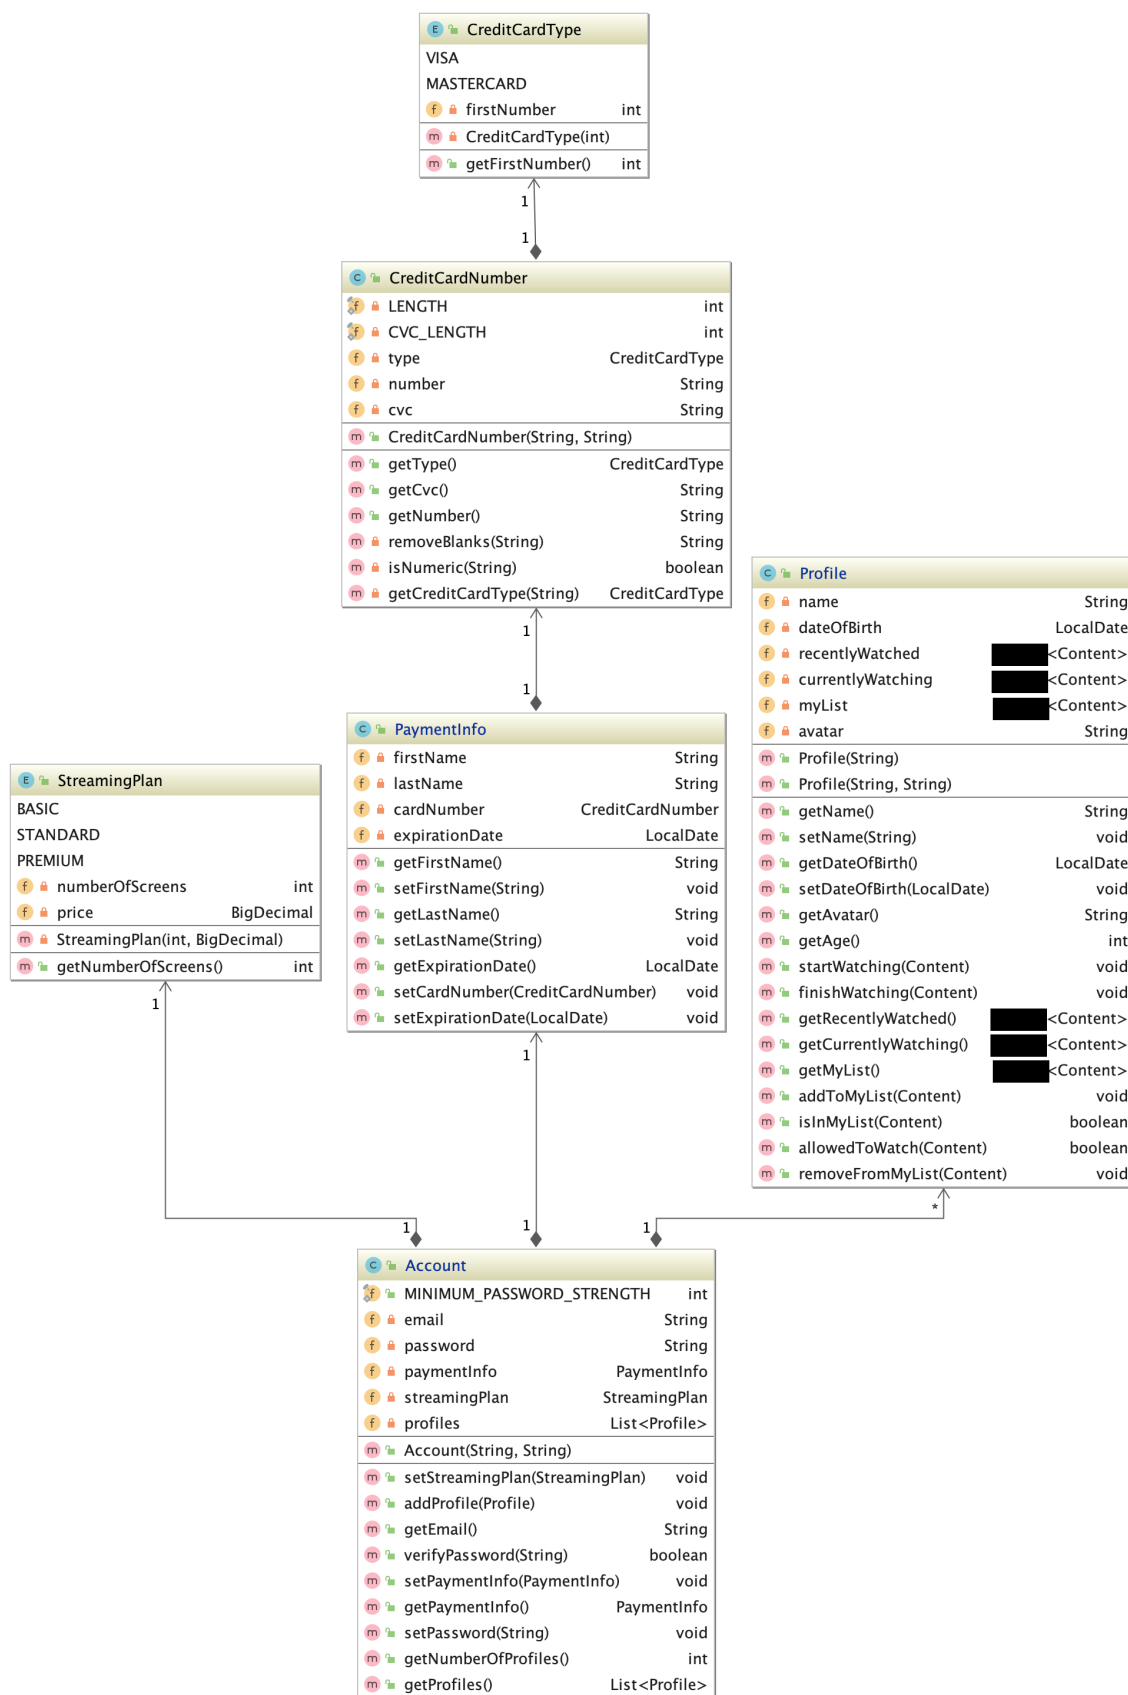 CreditCardType
VISA
MASTERCARD
firstNumber int
CreditCardType(int)
getFirstNumber() int
1
1
CreditCardNumber
LENGTH int
CVC_LENGTH int
type CreditCardType
number String
cvc String
CreditCardNumber(String, String)
getType() CreditCardType
getCvc() String
getNumber() String
removeBlanks(String) String
isNumeric(String) boolean
getCreditCardType(String) CreditCardType
1
1
PaymentInfo
firstName String
lastName String
cardNumber CreditCardNumber
expirationDate LocalDate
getFirstName() String
setFirstName(String) void
getLastName() String
setLastName(String) void
getExpirationDate() LocalDate
setCardNumber(CreditCardNumber) void
setExpirationDate(LocalDate) void
1
1
StreamingPlan
BASIC
STANDARD
PREMIUM
numberOfScreens int
price BigDecimal
StreamingPlan(int, BigDecimal)
getNumberOfScreens() int
1
1
Profile
name String
dateOfBirth LocalDate
recentlyWatched <Content>
currentlyWatching <Content>
myList <Content>
avatar String
Profile(String)
Profile(String, String)
getName() String
setName(String) void
getDateOfBirth() LocalDate
setDateOfBirth(LocalDate) void
getAvatar() String
getAge() int
startWatching(Content) void
finishWatching(Content) void
getRecentlyWatched() <Content>
getCurrentlyWatching() <Content>
getMyList() <Content>
addToMyList(Content) void
isInMyList(Content) boolean
allowedToWatch(Content) boolean
removeFromMyList(Content) void
*
1
Account
MINIMUM_PASSWORD_STRENGTH int
email String
password String
paymentInfo PaymentInfo
streamingPlan StreamingPlan
profiles List<Profile>
Account(String, String)
setStreamingPlan(StreamingPlan) void
addProfile(Profile) void
getEmail() String
verifyPassword(String) boolean
setPaymentInfo(PaymentInfo) void
getPaymentInfo() PaymentInfo
setPassword(String) void
getNumberOfProfiles() int
getProfiles() List<Profile>